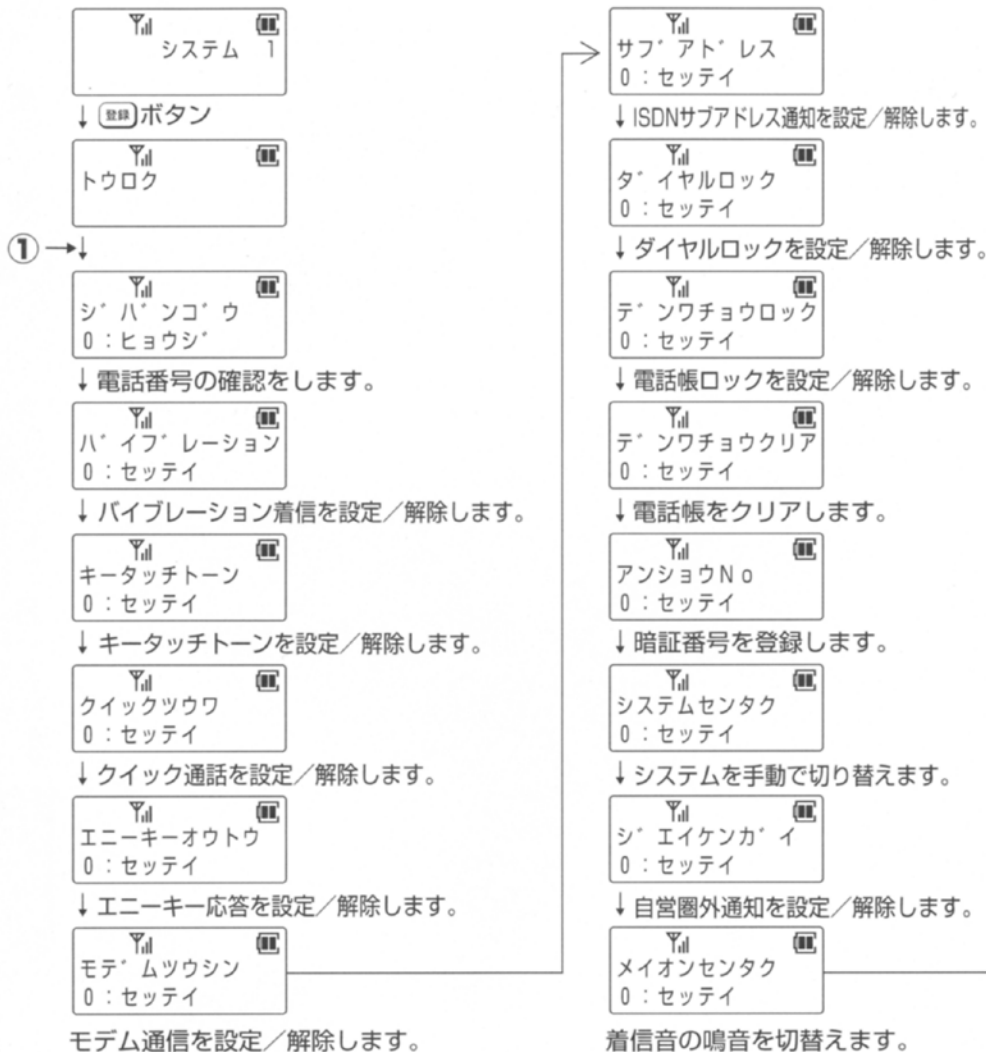 システム 1
↓ 登録 ボタン
トウロク
① →↓
シ゛ハ゛ンコ゛ウ
0：ヒョウシ゛
↓ 電話番号の確認をします。
ハ゛イフ゛レーション
0：セッテイ
↓ バイブレーション着信を設定／解除します。
キータッチトーン
0：セッテイ
↓ キータッチトーンを設定／解除します。
クイックツウワ
0：セッテイ
↓ クイック通話を設定／解除します。
エニーキーオウトウ
0：セッテイ
↓ エニーキー応答を設定／解除します。
モテ゛ムツウシン
0：セッテイ
モデム通信を設定／解除します。
サフ゛アト゛レス
0：セッテイ
↓ ISDNサブアドレス通知を設定／解除します。
タ゛イヤルロック
0：セッテイ
↓ ダイヤルロックを設定／解除します。
テ゛ンワチョウロック
0：セッテイ
↓ 電話帳ロックを設定／解除します。
テ゛ンワチョウクリア
0：セッテイ
↓ 電話帳をクリアします。
アンショウNo
0：セッテイ
↓ 暗証番号を登録します。
システムセンタク
0：セッテイ
↓ システムを手動で切り替えます。
シ゛エイケンカ゛イ
0：セッテイ
↓ 自営圏外通知を設定／解除します。
メイオンセンタク
0：セッテイ
着信音の鳴音を切替えます。